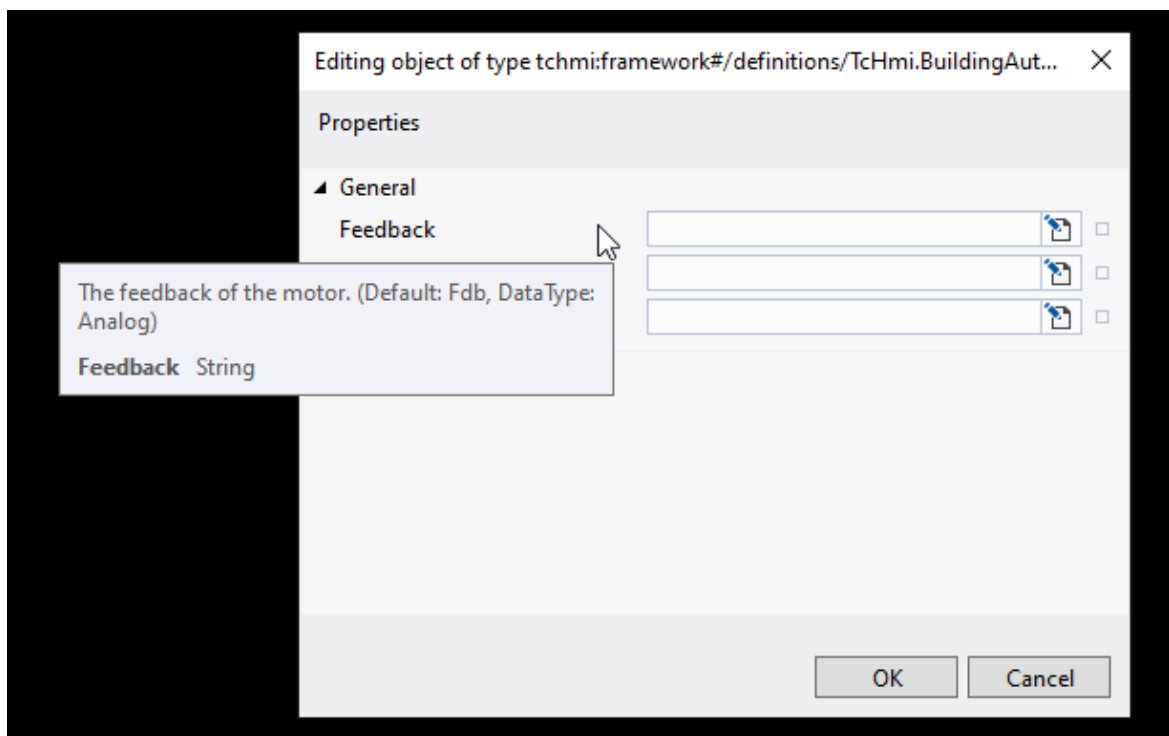 Editing object of type tchmi:framework#/definitions/TcHmi.BuildingAut...
Properties
General
Feedback
The feedback of the motor. (Default: Fdb, DataType:
Analog)
Feedback String
OK Cancel